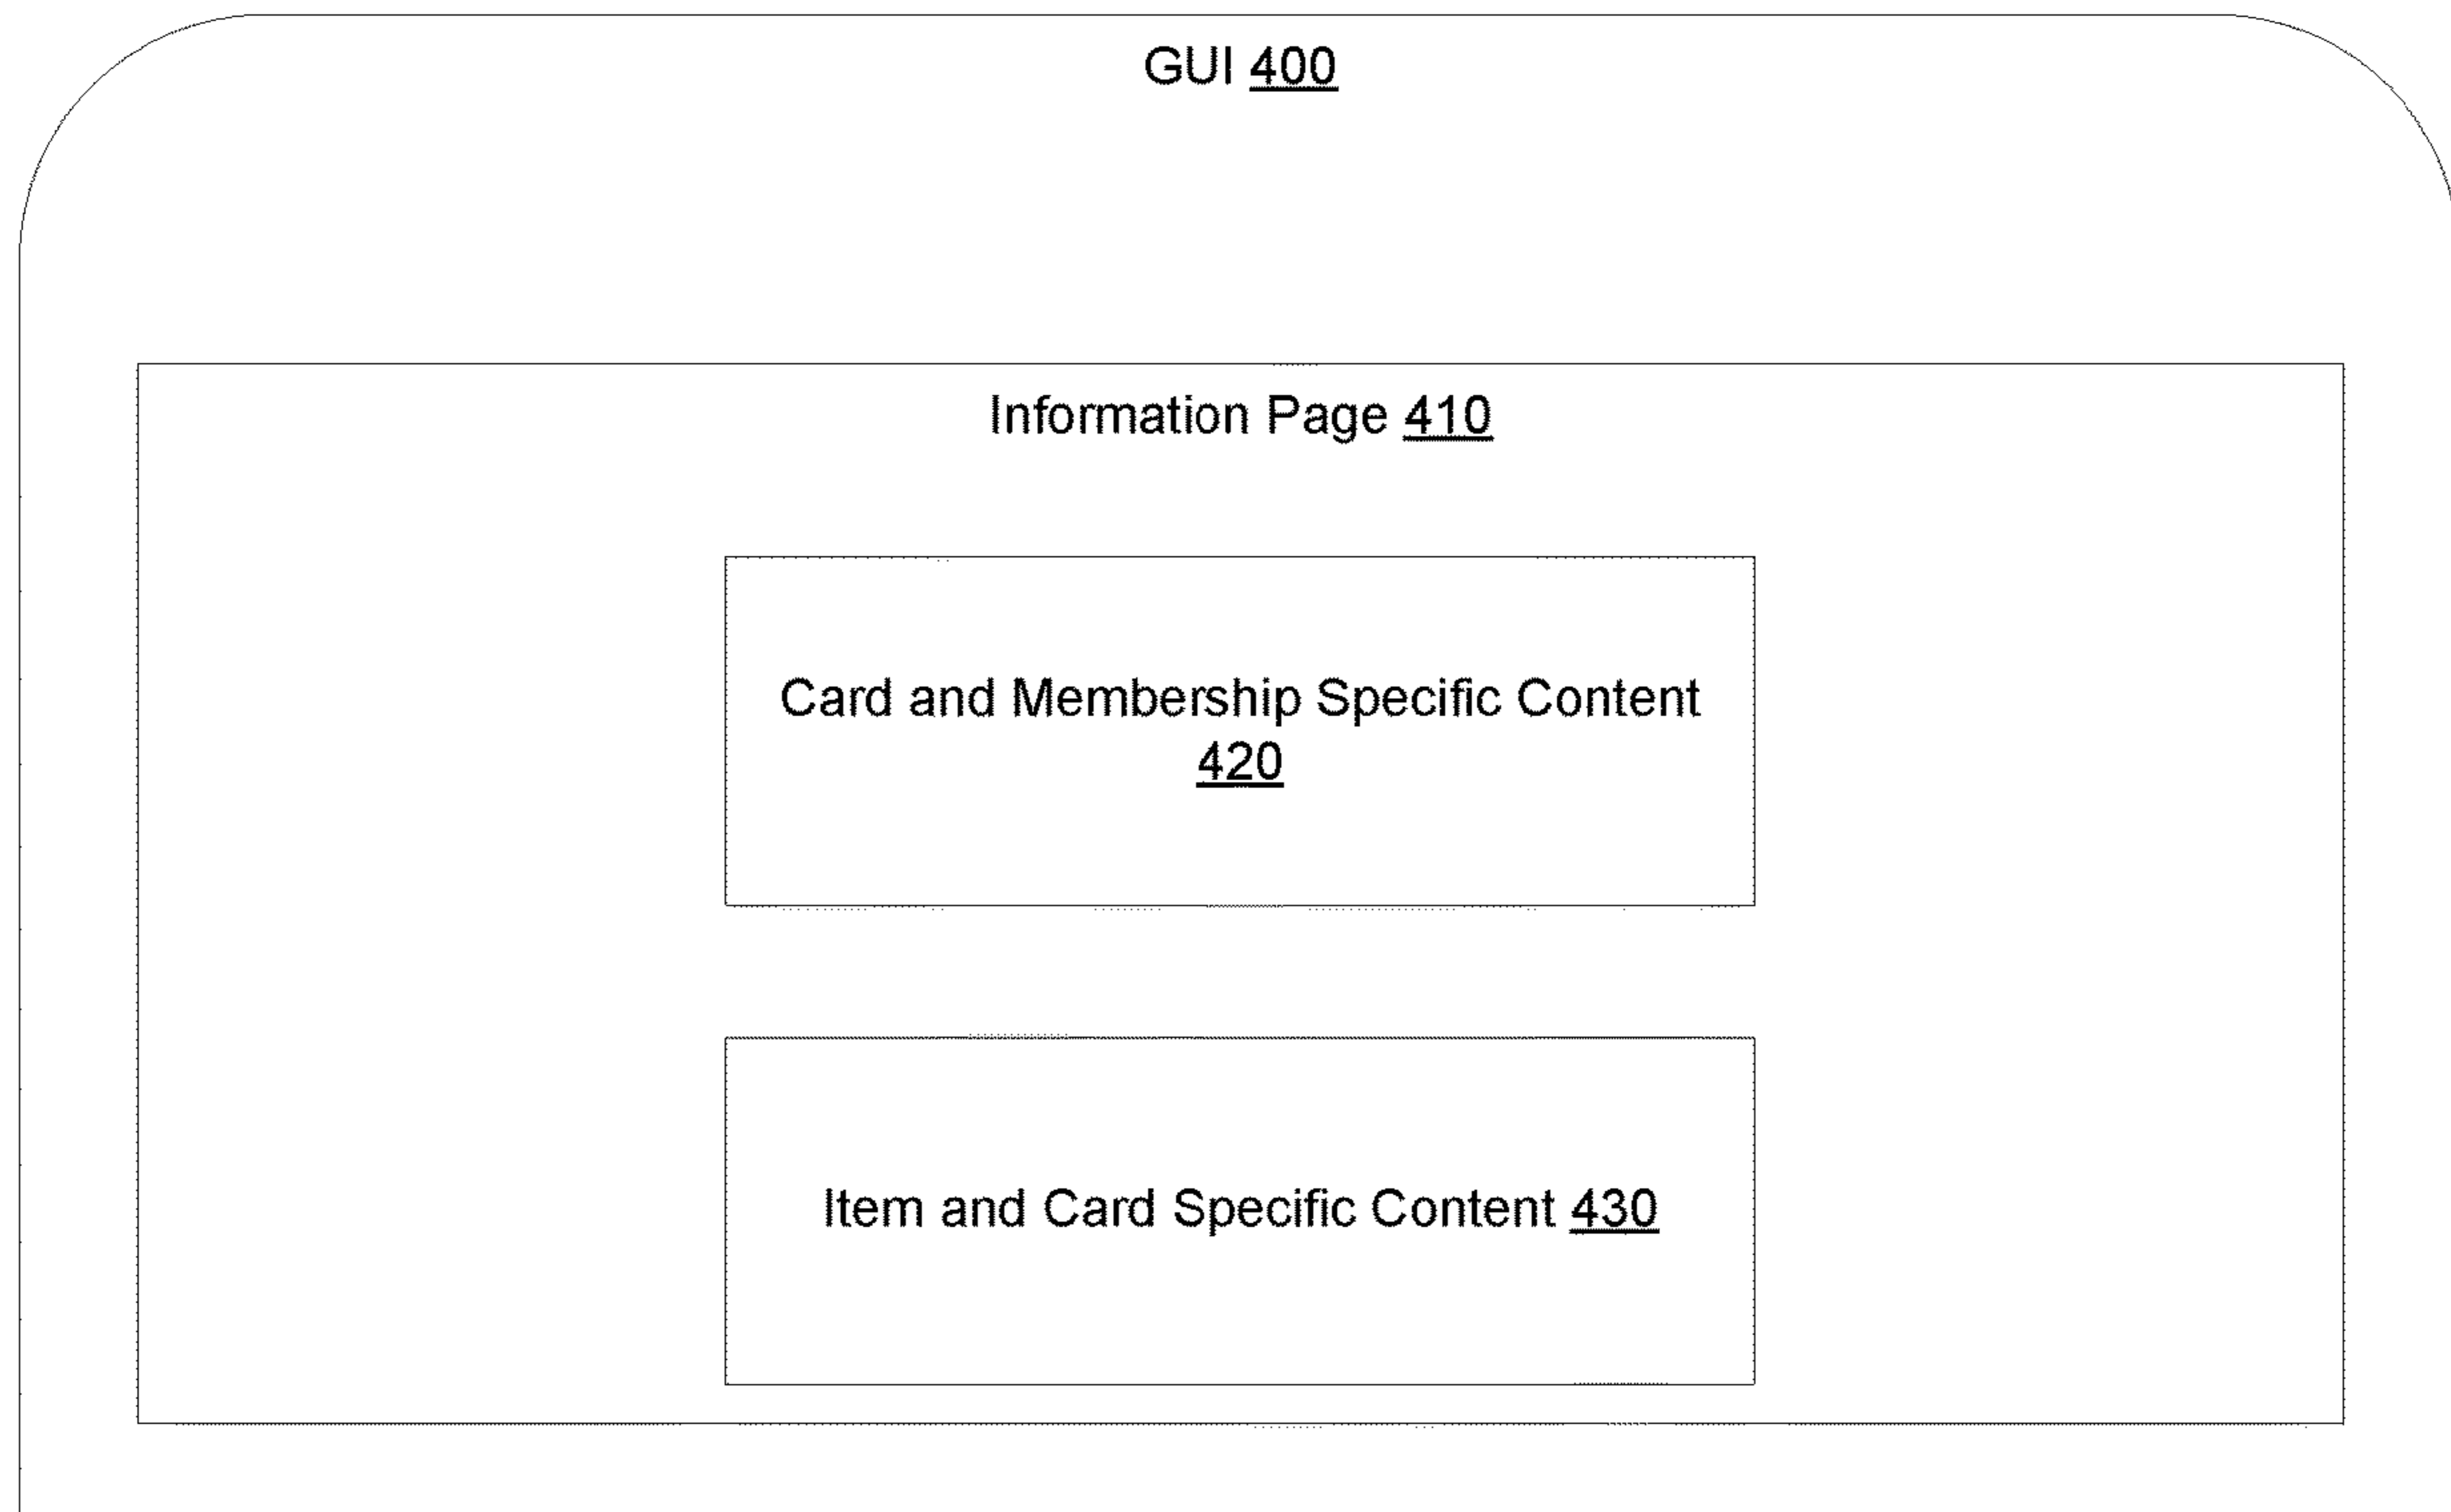 GUI 400
Information Page 410
Card and Membership Specific Content
420
Item and Card Specific Content 430